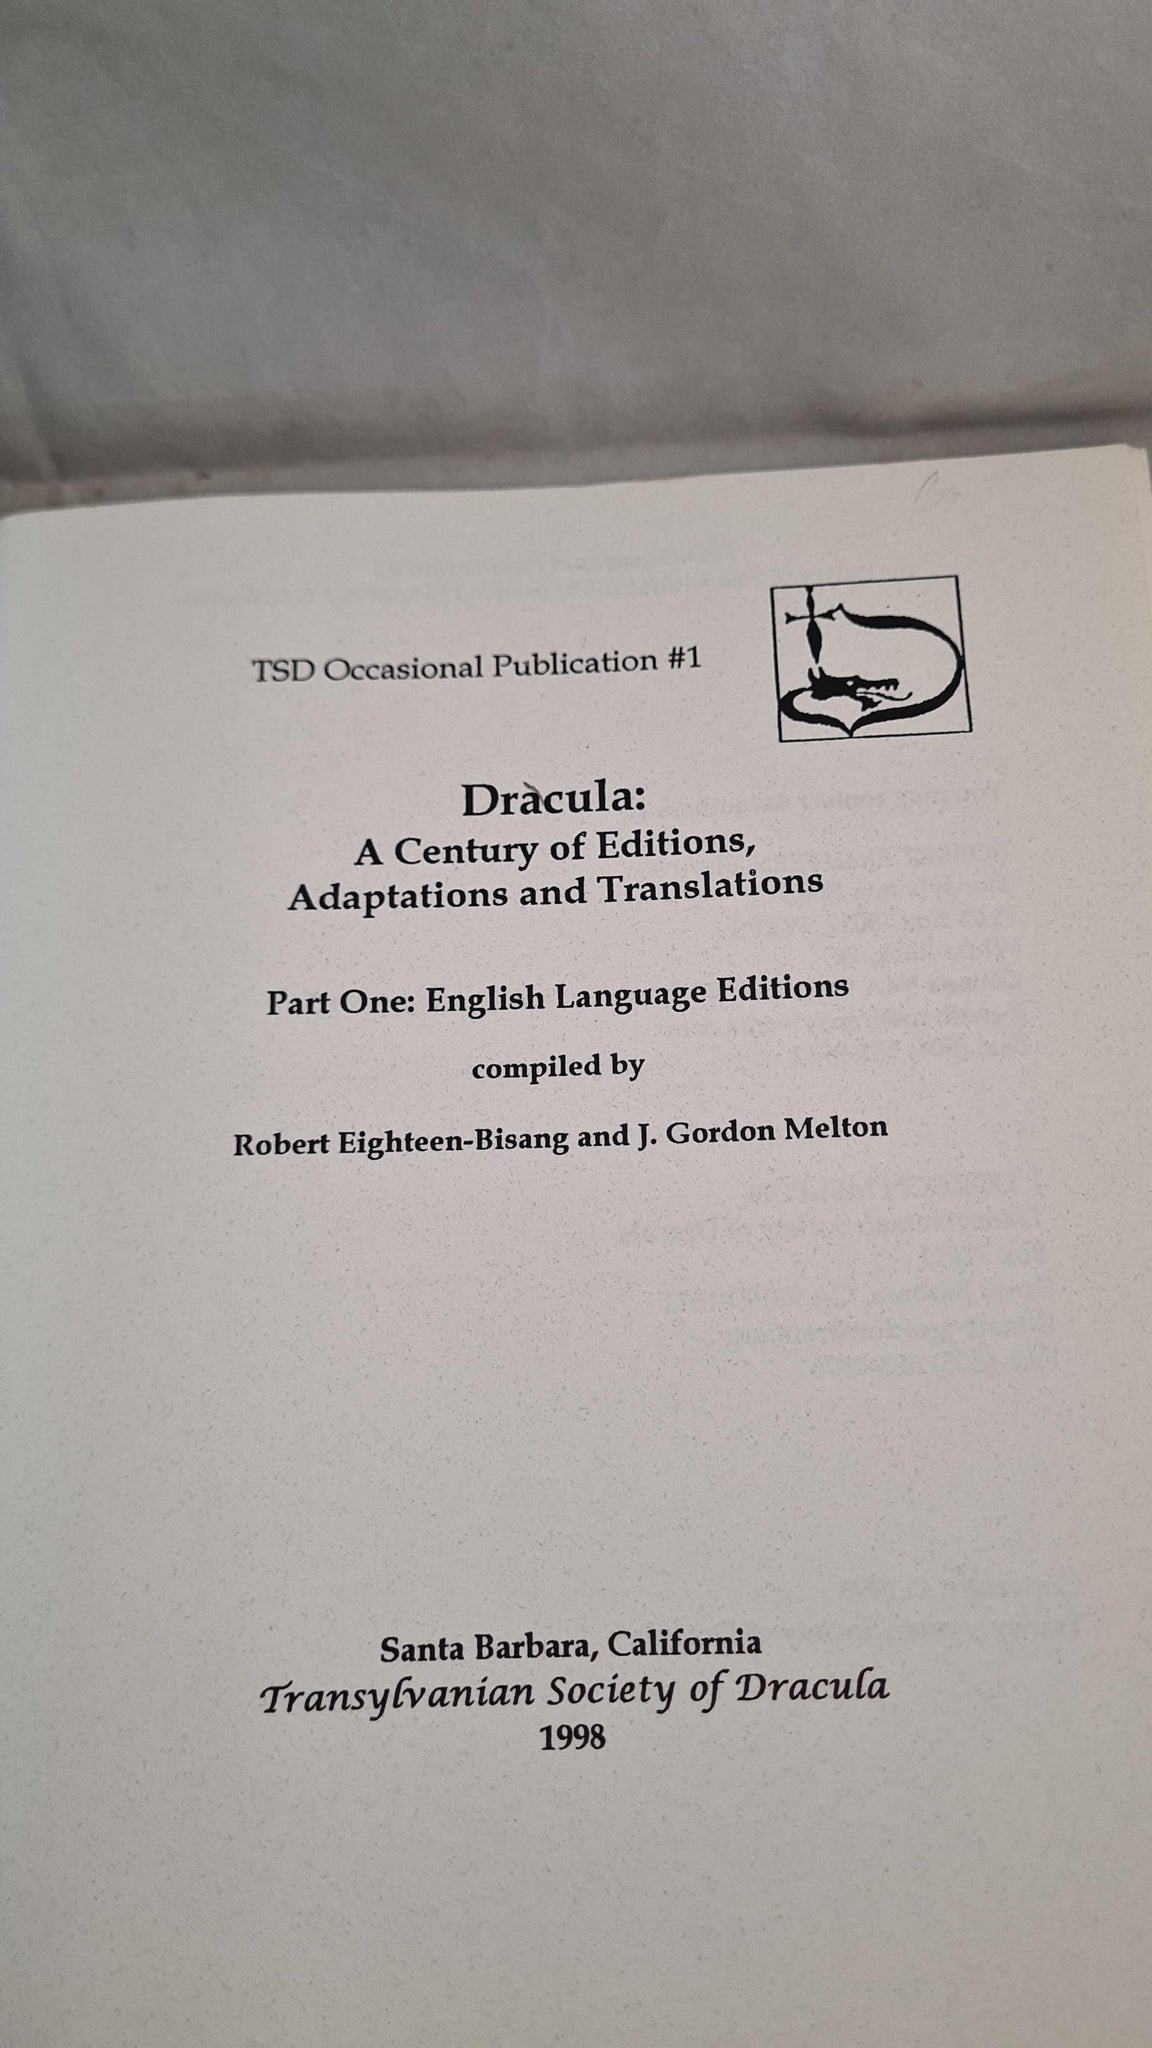 TSD Occasional Publication #1
Dracula:
A Century of Editions,
Adaptations and Translations
Part One: English Language Editions
compiled by
Robert Eighteen-Bisang and J. Gordon Melton
Santa Barbara, California
Transylvanian Society of Dracula
1998